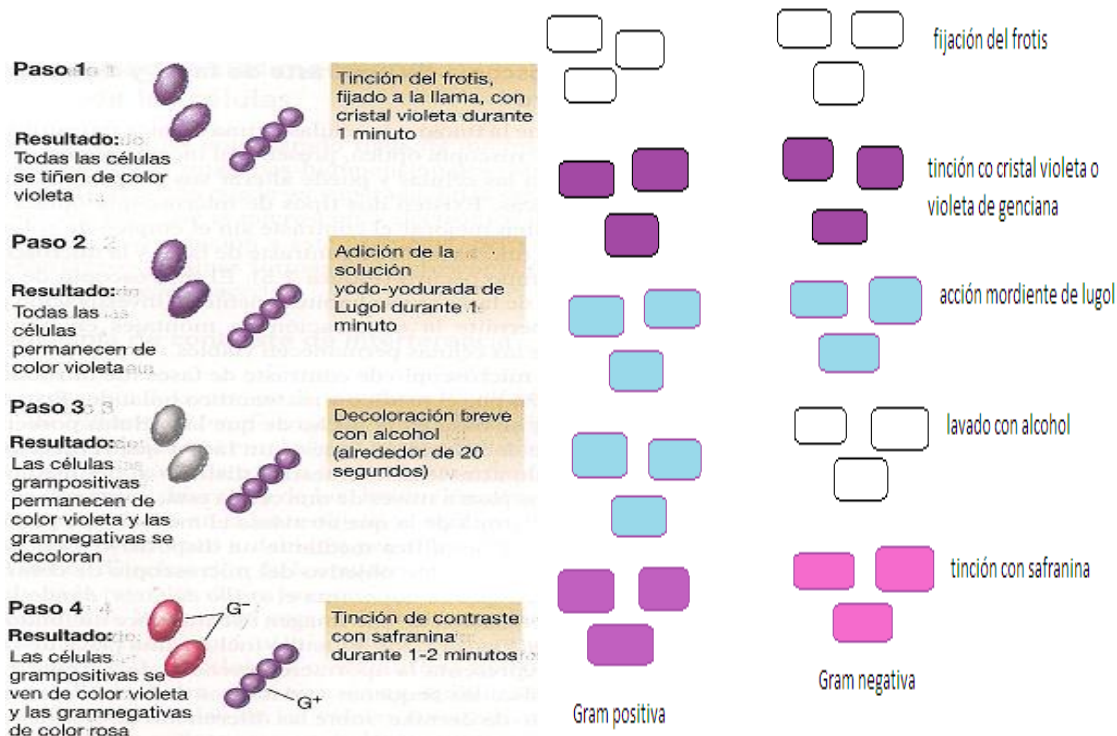 Paso 1
Resultado:
Todas las células
se tiñen de color
violeta
Tinción del frotis,
fijado a la llama, con
cristal violeta durante
1 minuto
Paso 2
Resultado:
Todas las
células
permanecen de
color violeta
Adición de la
solución
yodo-yodurada de
Lugol durante 1
minuto
Paso 3
Resultado:
Las células
grampositivas
permanecen de
color violeta y las
gramnegativas se
decoloran
Decoloración breve
con alcohol
(alrededor de 20
segundos)
Paso 4
Resultado:
Las células
grampositivas se
ven de color violeta
y las gramnegativas
de color rosa
G-
G+
Tinción de contraste
con safranina
durante 1-2 minutos
fijación del frotis
tinción co cristal violeta o
violeta de genciana
acción mordiente de lugol
lavado con alcohol
tinción con safranina
Gram positiva
Gram negativa